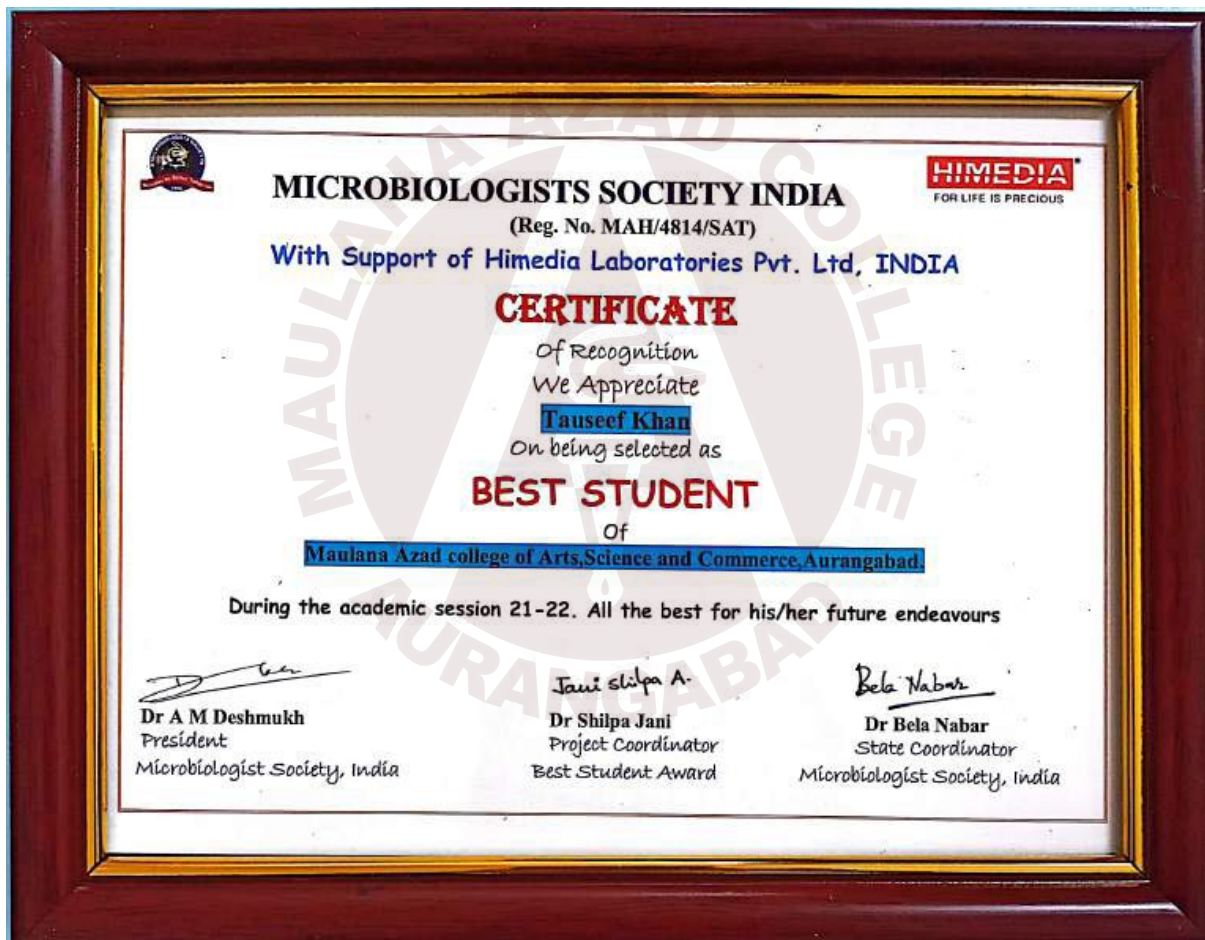 HIMEDIA
FOR LIFE IS PRECIOUS
MICROBIOLOGISTS SOCIETY INDIA
(Reg. No. MAH/4814/SAT)
With Support of Himedia Laboratories Pvt. Ltd, INDIA
CERTIFICATE
Of Recognition
We Appreciate
Tauseef Khan
On being selected as
BEST STUDENT
Of
Maulana Azad college of Arts,Science and Commerce,Aurangabad.
During the academic session 21-22. All the best for his/her future endeavours
Jani Shilpa A.
Bela Nabar
Dr A M Deshmukh
President
Microbiologist Society, India
Dr Shilpa Jani
Project Coordinator
Best Student Award
Dr Bela Nabar
State Coordinator
Microbiologist Society, India
MAULANA AZAD COLLEGE
AURANGABAD